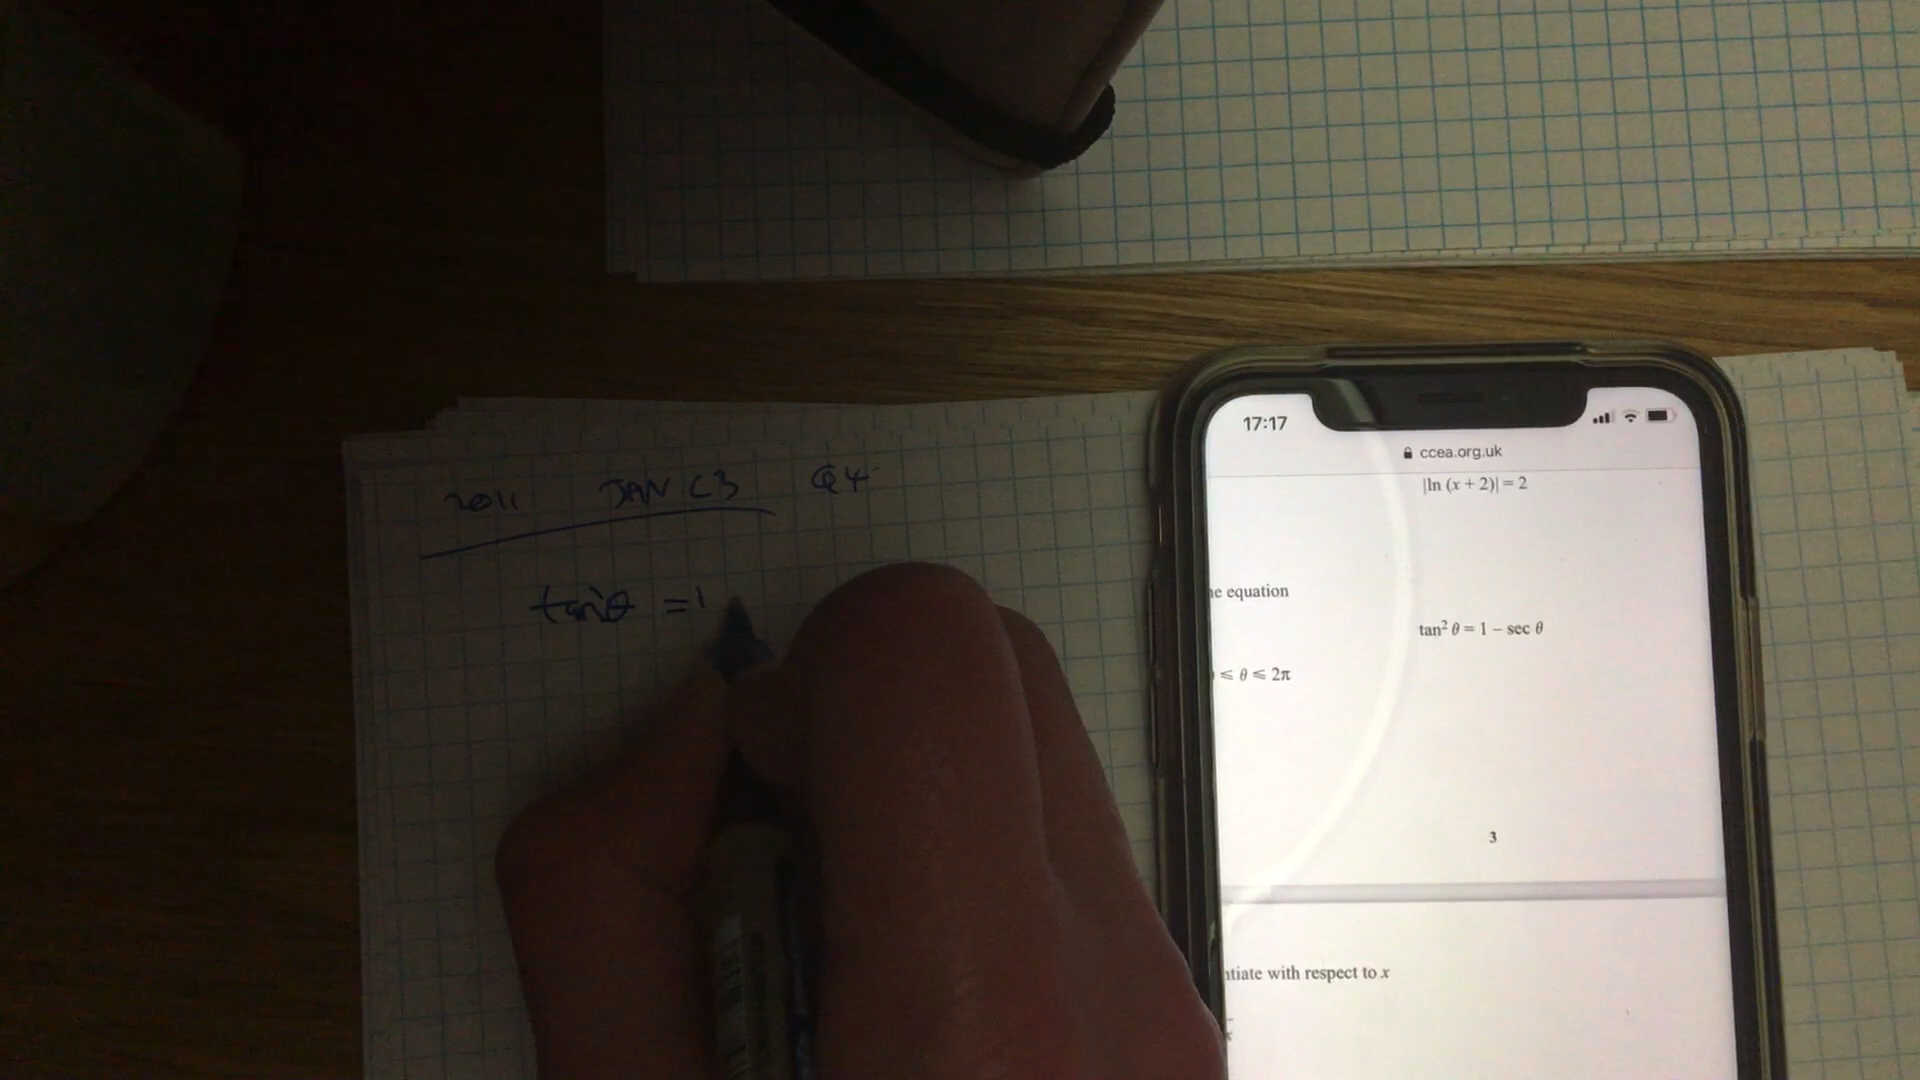 2011 JAN C3 Q4
tan²θ = 1
17:17
ccea.org.uk
|ln (x + 2)| = 2
equation
tan² θ = 1 – sec θ
≤ θ ≤ 2π
3
with respect to x